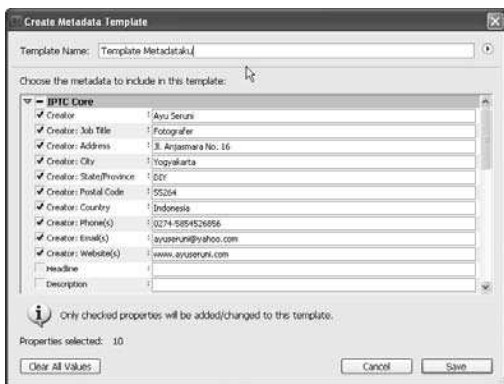 Create Metadata Template
Template Name: Template Metadataku
Choose the metadata to include in this template:
IPTC Core
Creator : Ayu Seruni
Creator: Job Title : Fotografer
Creator: Address : Jl. Anjasmara No. 16
Creator: City : Yogyakarta
Creator: State/Province : DIY
Creator: Postal Code : 55264
Creator: Country : Indonesia
Creator: Phone(s) : 0274-5854526856
Creator: Email(s) : ayuseruni@yahoo.com
Creator: Website(s) : www.ayuseruni.com
Headline :
Description :
Only checked properties will be added/changed to this template.
Properties selected: 10
Clear All Values Cancel Save